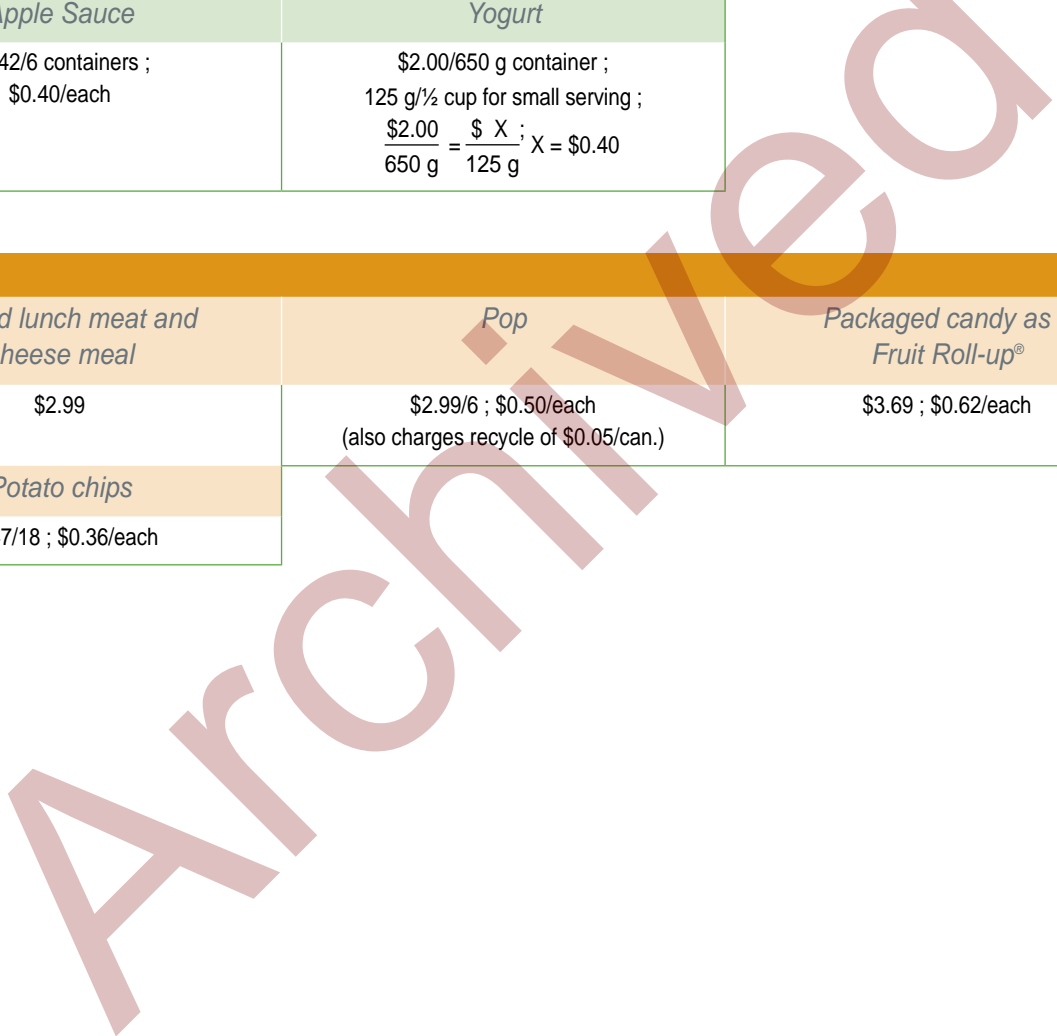 Apple Sauce
Yogurt
42/6 containers ;
$0.40/each
$2.00/650 g container ;
125 g/½ cup for small serving ;
$2.00 / 650 g = $ X / 125 g ; X = $0.40
lunch meat and
cheese meal
Pop
Packaged candy as
Fruit Roll-up®
$2.99
$2.99/6 ; $0.50/each
(also charges recycle of $0.05/can.)
$3.69 ; $0.62/each
Potato chips
7/18 ; $0.36/each
Archived